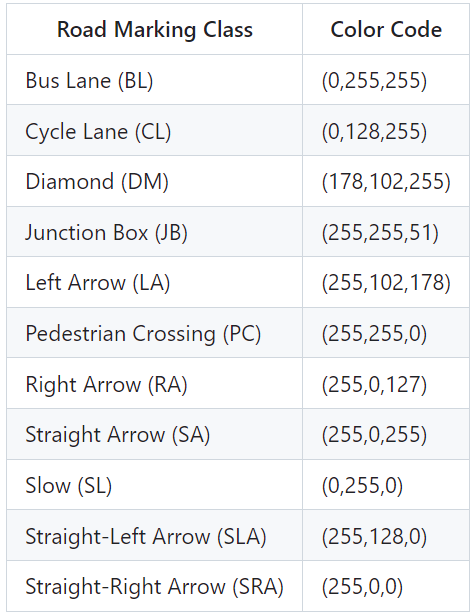 Road Marking Class Color Code
Bus Lane (BL) (0,255,255)
Cycle Lane (CL) (0,128,255)
Diamond (DM) (178,102,255)
Junction Box (JB) (255,255,51)
Left Arrow (LA) (255,102,178)
Pedestrian Crossing (PC) (255,255,0)
Right Arrow (RA) (255,0,127)
Straight Arrow (SA) (255,0,255)
Slow (SL) (0,255,0)
Straight-Left Arrow (SLA) (255,128,0)
Straight-Right Arrow (SRA) (255,0,0)